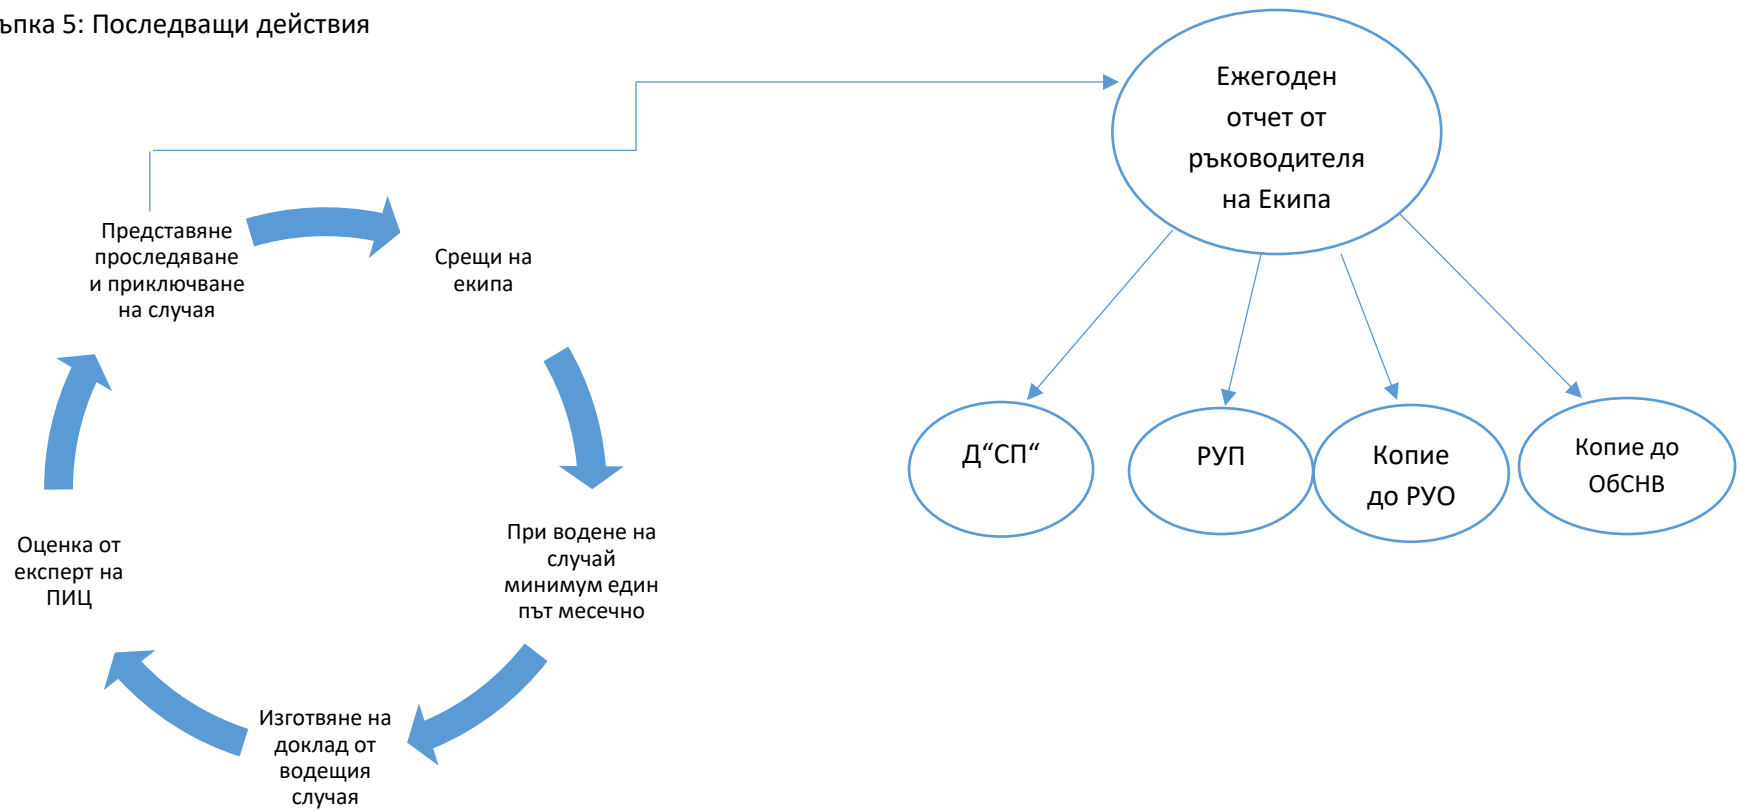 ъпка 5: Последващи действия
Ежегоден
отчет от
ръководителя
на Екипа
Представяне
проследяване
и приключване
на случая
Срещи на
екипа
При водене на
случай
минимум един
път месечно
Изготвяне на
доклад от
водещия
случая
Оценка от
експерт на
ПИЦ
Д“СП“
РУП
Копие
до РУО
Копие до
ОбСНВ